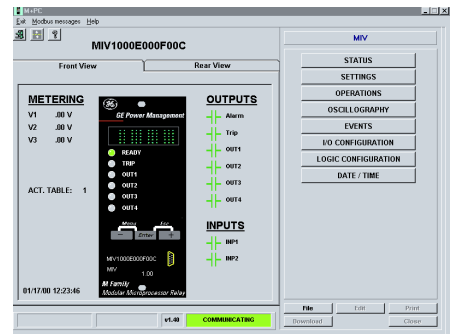 M+PC
Exit Modbus messages Help
MIV1000E000F00C
Front View Rear View
METERING
V1 .00 V
V2 .00 V
V3 .00 V
ACT. TABLE: 1
01/17/00 12:23:46
GE Power Management
READY
TRIP
OUT1
OUT2
OUT3
OUT4
Menu Esc
- Enter +
MIV1000E000F00C
MIV 1.00
M Family
Modular Microprocessor Relay
OUTPUTS
Alarm
Trip
OUT1
OUT2
OUT3
OUT4
INPUTS
INP1
INP2
v1.40 COMMUNICATING
MIV
STATUS
SETTINGS
OPERATIONS
OSCILLOGRAPHY
EVENTS
I/O CONFIGURATION
LOGIC CONFIGURATION
DATE / TIME
File Edit Print
Download Close